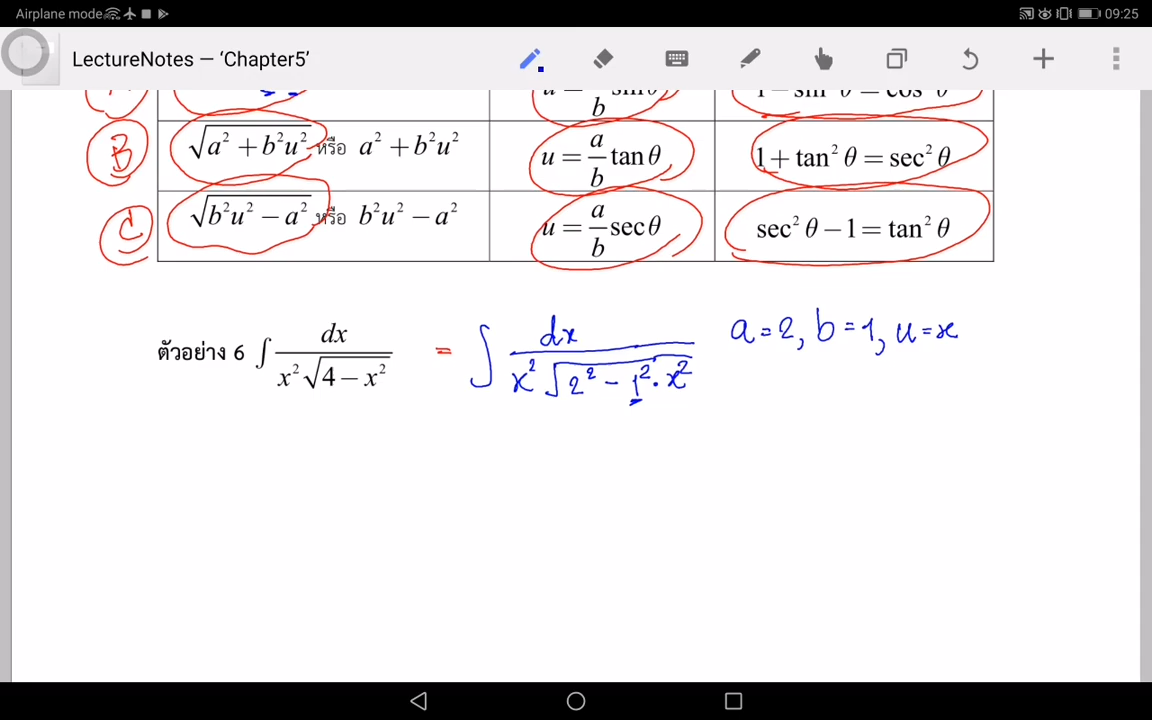 Airplane mode 09:25
LectureNotes — ‘Chapter5’
b
B √(a² + b²u²) หรือ a² + b²u² u = a/b tan θ 1 + tan² θ = sec² θ
C √(b²u² − a²) หรือ b²u² − a² u = a/b sec θ sec² θ − 1 = tan² θ
ตัวอย่าง 6 ∫ dx / (x² √(4 − x²)) = ∫ dx / (x² √(2² − 1² · x²)) a = 2, b = 1, u = x